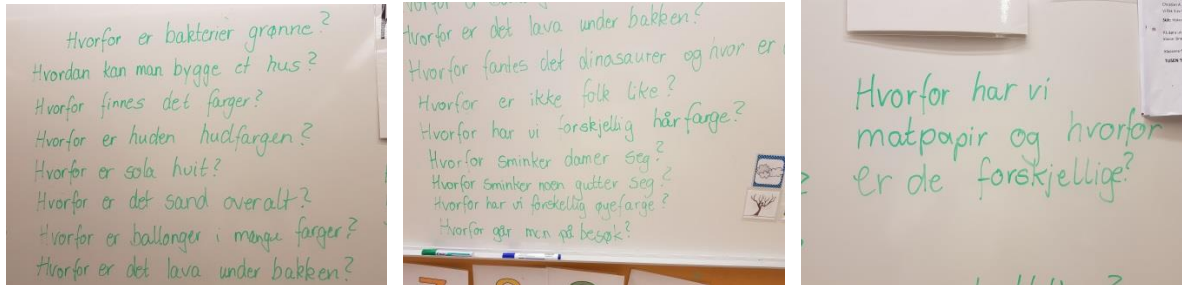 Hvorfor er bakterier grønne?
Hvordan kan man bygge et hus?
Hvorfor finnes det farger?
Hvorfor er huden hudfargen?
Hvorfor er sola hvit?
Hvorfor er det sand overalt?
Hvorfor er ballonger i mange farger?
Hvorfor er det lava under bakken?
Hvorfor er det lava under bakken?
Hvorfor fantes det dinosaurer og hvor er
Hvorfor er ikke folk like?
Hvorfor har vi forskjellig hårfarge?
Hvorfor sminker damer seg?
Hvorfor sminker noen gutter seg?
Hvorfor har vi forskellig øyefarge?
Hvorfor går men på besøk?
Hvorfor har vi
matpapir og hvorfor
er de forskjellige?